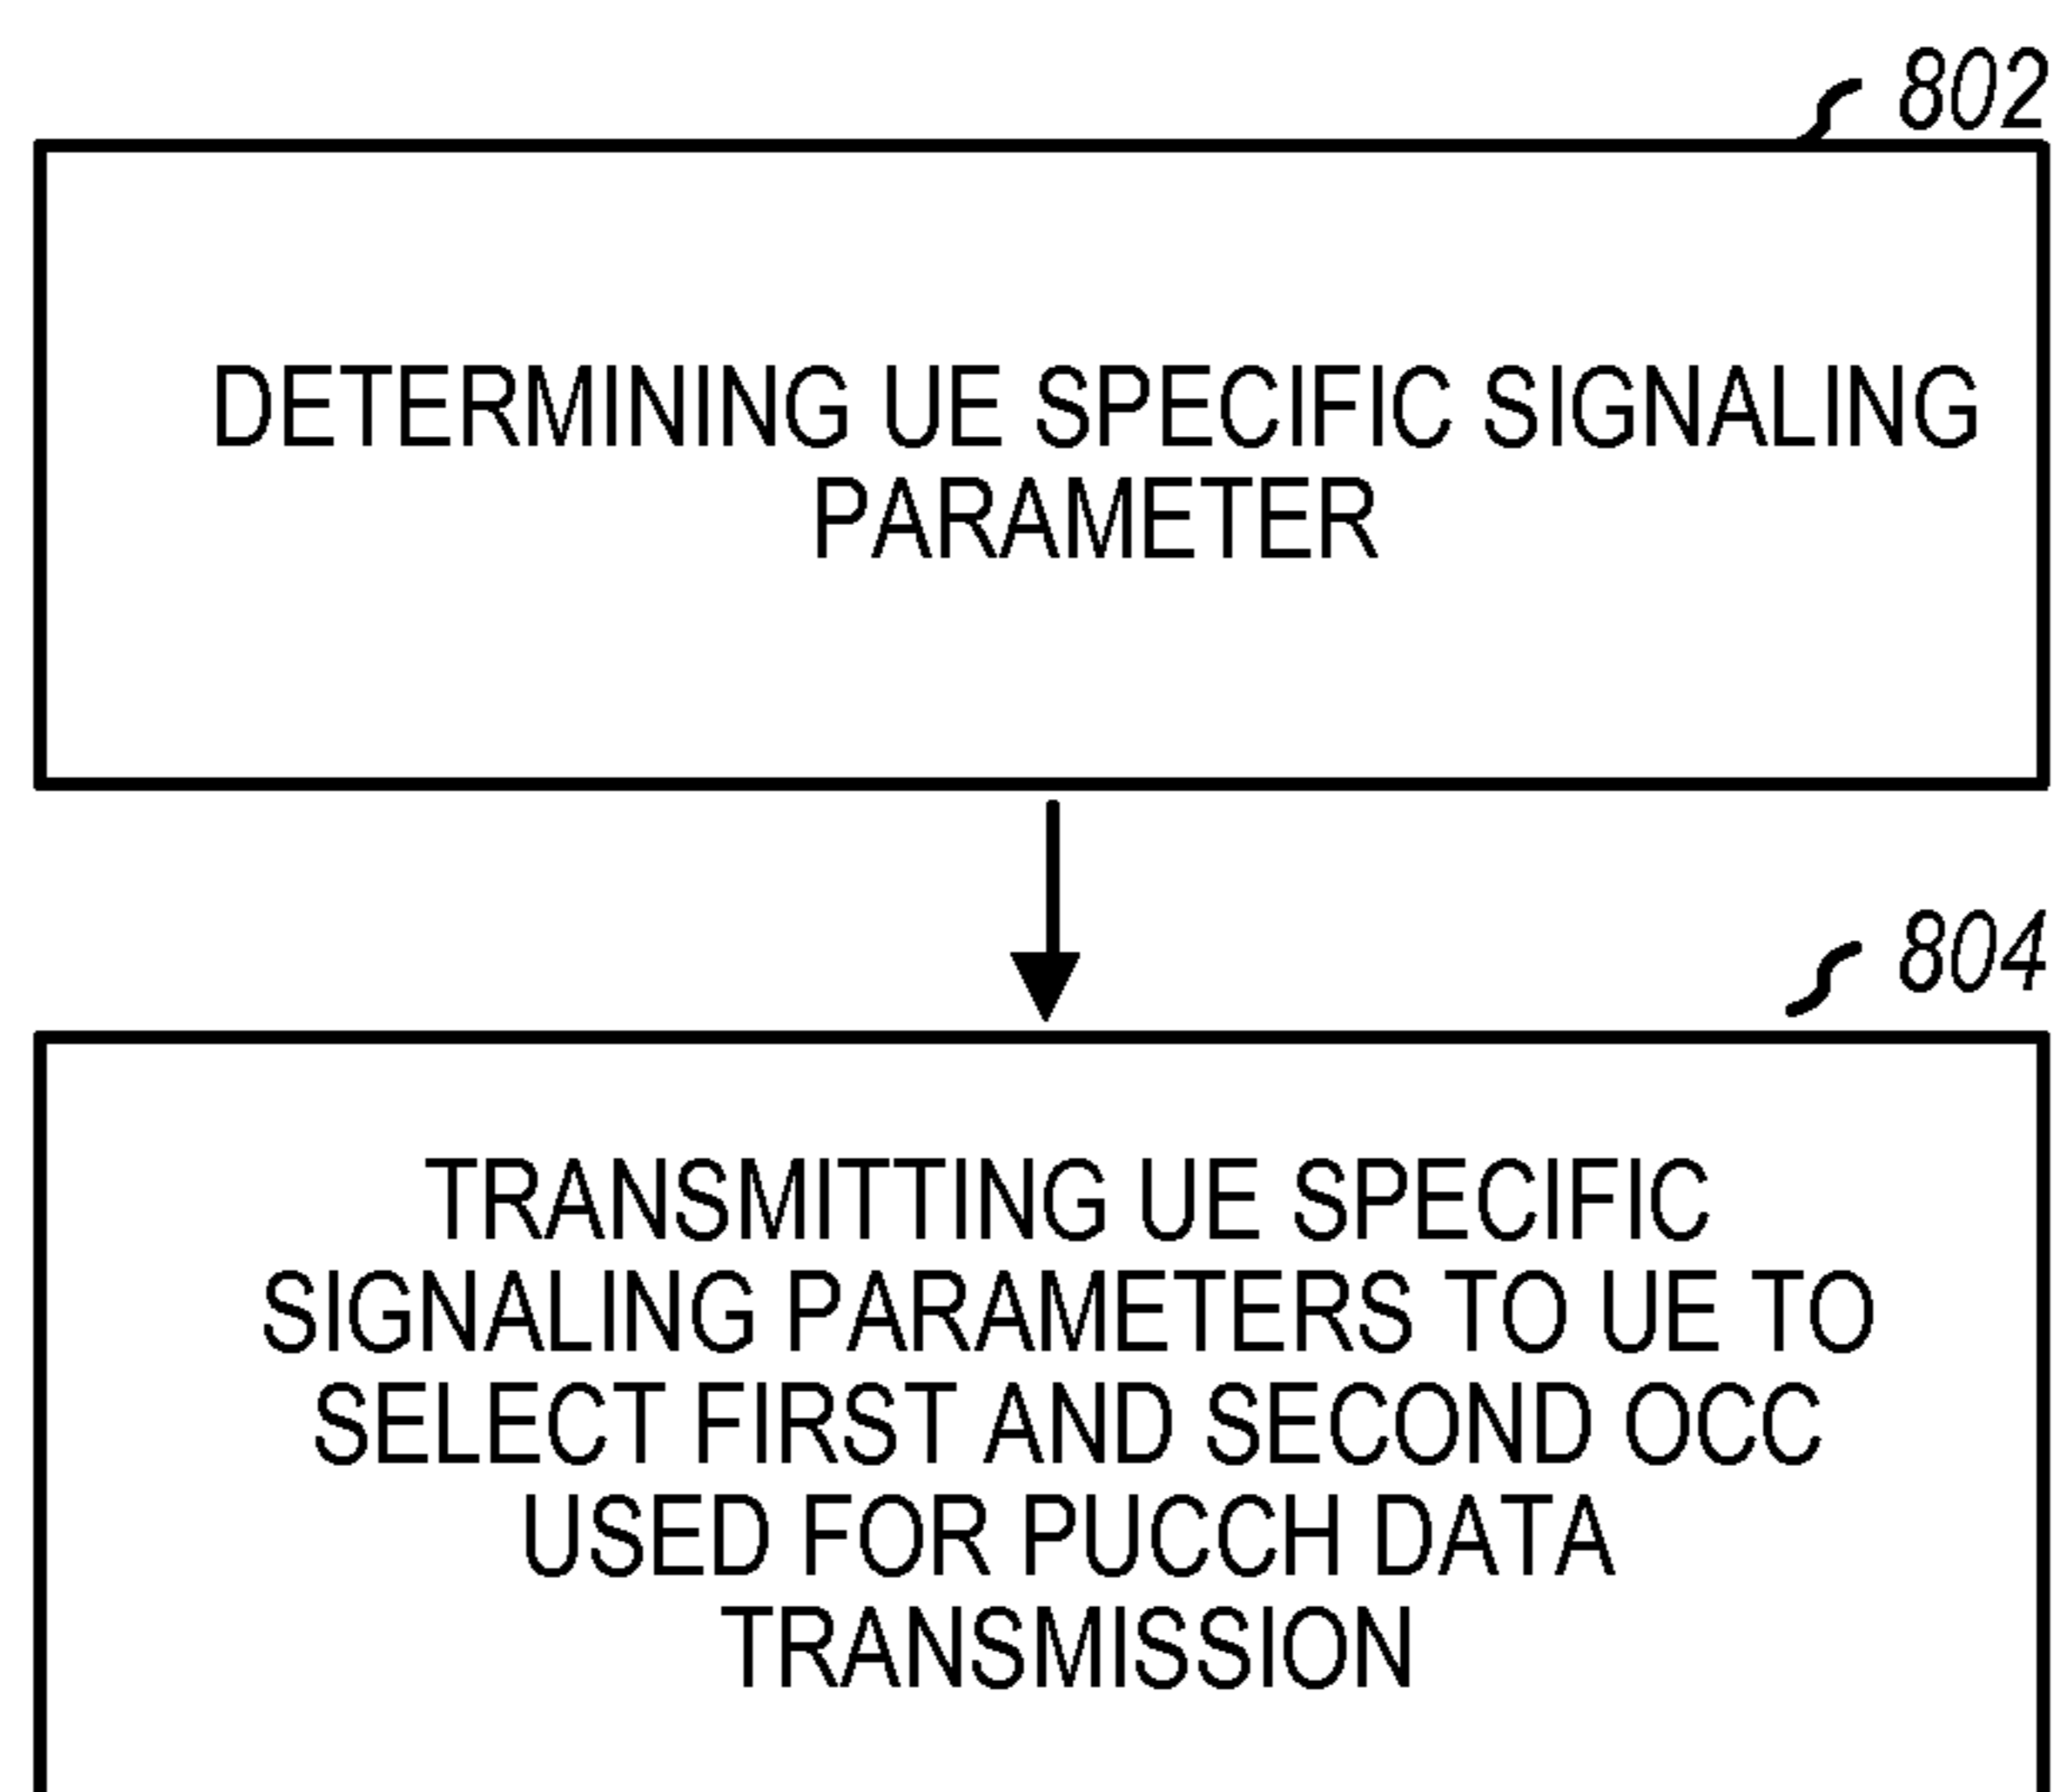 802
DETERMINING UE SPECIFIC SIGNALING
PARAMETER
804
TRANSMITTING UE SPECIFIC
SIGNALING PARAMETERS TO UE TO
SELECT FIRST AND SECOND OCC
USED FOR PUCCH DATA
TRANSMISSION